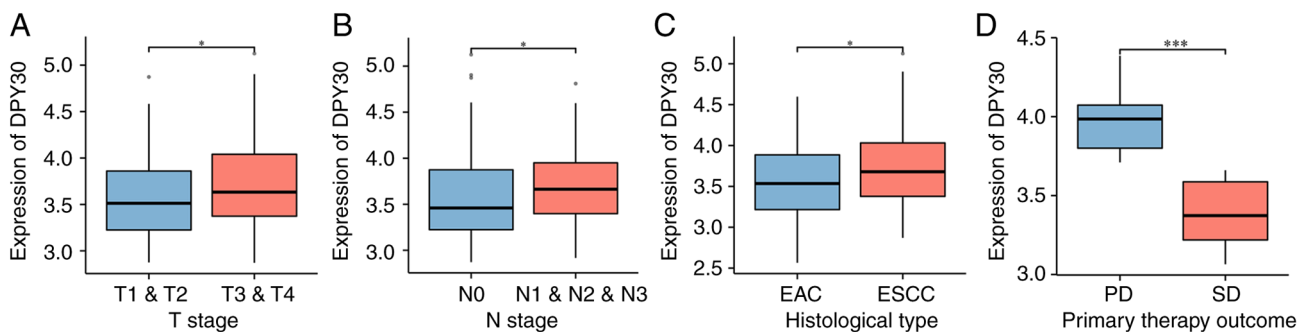 A
Expression of DPY30
5.0
4.5
4.0
3.5
3.0
*
T1 & T2 T3 & T4
T stage
B
Expression of DPY30
5.0
4.5
4.0
3.5
3.0
*
N0 N1 & N2 & N3
N stage
C
Expression of DPY30
5.0
4.5
4.0
3.5
3.0
2.5
*
EAC ESCC
Histological type
D
Expression of DPY30
4.5
4.0
3.5
3.0
***
PD SD
Primary therapy outcome